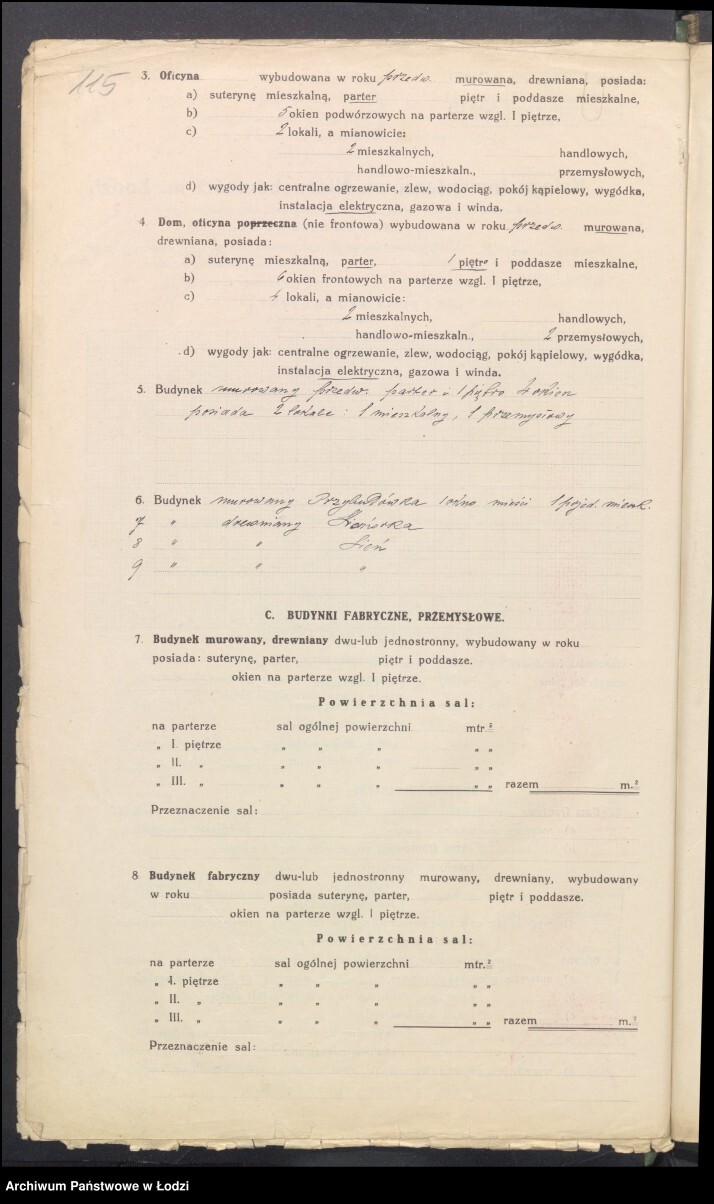 115
3. Oficyna wybudowana w roku przedw. murowana, drewniana, posiada:
a) suterynę mieszkalną, parter piętr i poddasze mieszkalne,
b) 5 okien podwórzowych na parterze wzgl. I piętrze,
c) 2 lokali, a mianowicie:
2 mieszkalnych, handlowych,
handlowo-mieszkaln., przemysłowych,
d) wygody jak: centralne ogrzewanie, zlew, wodociąg, pokój kąpielowy, wygódka,
instalacja elektryczna, gazowa i winda.
4. Dom, oficyna poprzeczna (nie frontowa) wybudowana w roku przedw. murowana,
drewniana, posiada:
a) suterynę mieszkalną, parter, 1 piętro i poddasze mieszkalne,
b) 6 okien frontowych na parterze wzgl. I piętrze,
c) 4 lokali, a mianowicie:
2 mieszkalnych, handlowych,
handlowo-mieszkaln., 2 przemysłowych,
d) wygody jak: centralne ogrzewanie, zlew, wodociąg, pokój kąpielowy, wygódka,
instalacja elektryczna, gazowa i winda.
5. Budynek murowany przedw. parter i 1 piętro 4 okien
posiada 2 lokale: 1 mieszkalny, 1 przemysłowy
6. Budynek murowany Przybudówka 1 okno mieści 1 pojed. mieszk.
7 " drewniany
8 " "
9 " " "
C. BUDYNKI FABRYCZNE, PRZEMYSŁOWE.
7. Budynek murowany, drewniany dwu-lub jednostronny, wybudowany w roku
posiada: suterynę, parter, piętr i poddasze.
okien na parterze wzgl. I piętrze.
Powierzchnia sal:
na parterze sal ogólnej powierzchni mtr.²
„ I. piętrze „ „ „ „ „
„ II. „ „ „ „ „ „
„ III. „ „ „ „ „ „ razem m.²
Przeznaczenie sal:
8 Budynek fabryczny dwu-lub jednostronny murowany, drewniany, wybudowany
w roku posiada suterynę, parter, piętr i poddasze.
okien na parterze wzgl. I piętrze.
Powierzchnia sal:
na parterze sal ogólnej powierzchni mtr.²
„ I. piętrze „ „ „ „ „
„ II. „ „ „ „ „ „
„ III. „ „ „ „ „ „ razem m.²
Przeznaczenie sal:
Archiwum Państwowe w Łodzi